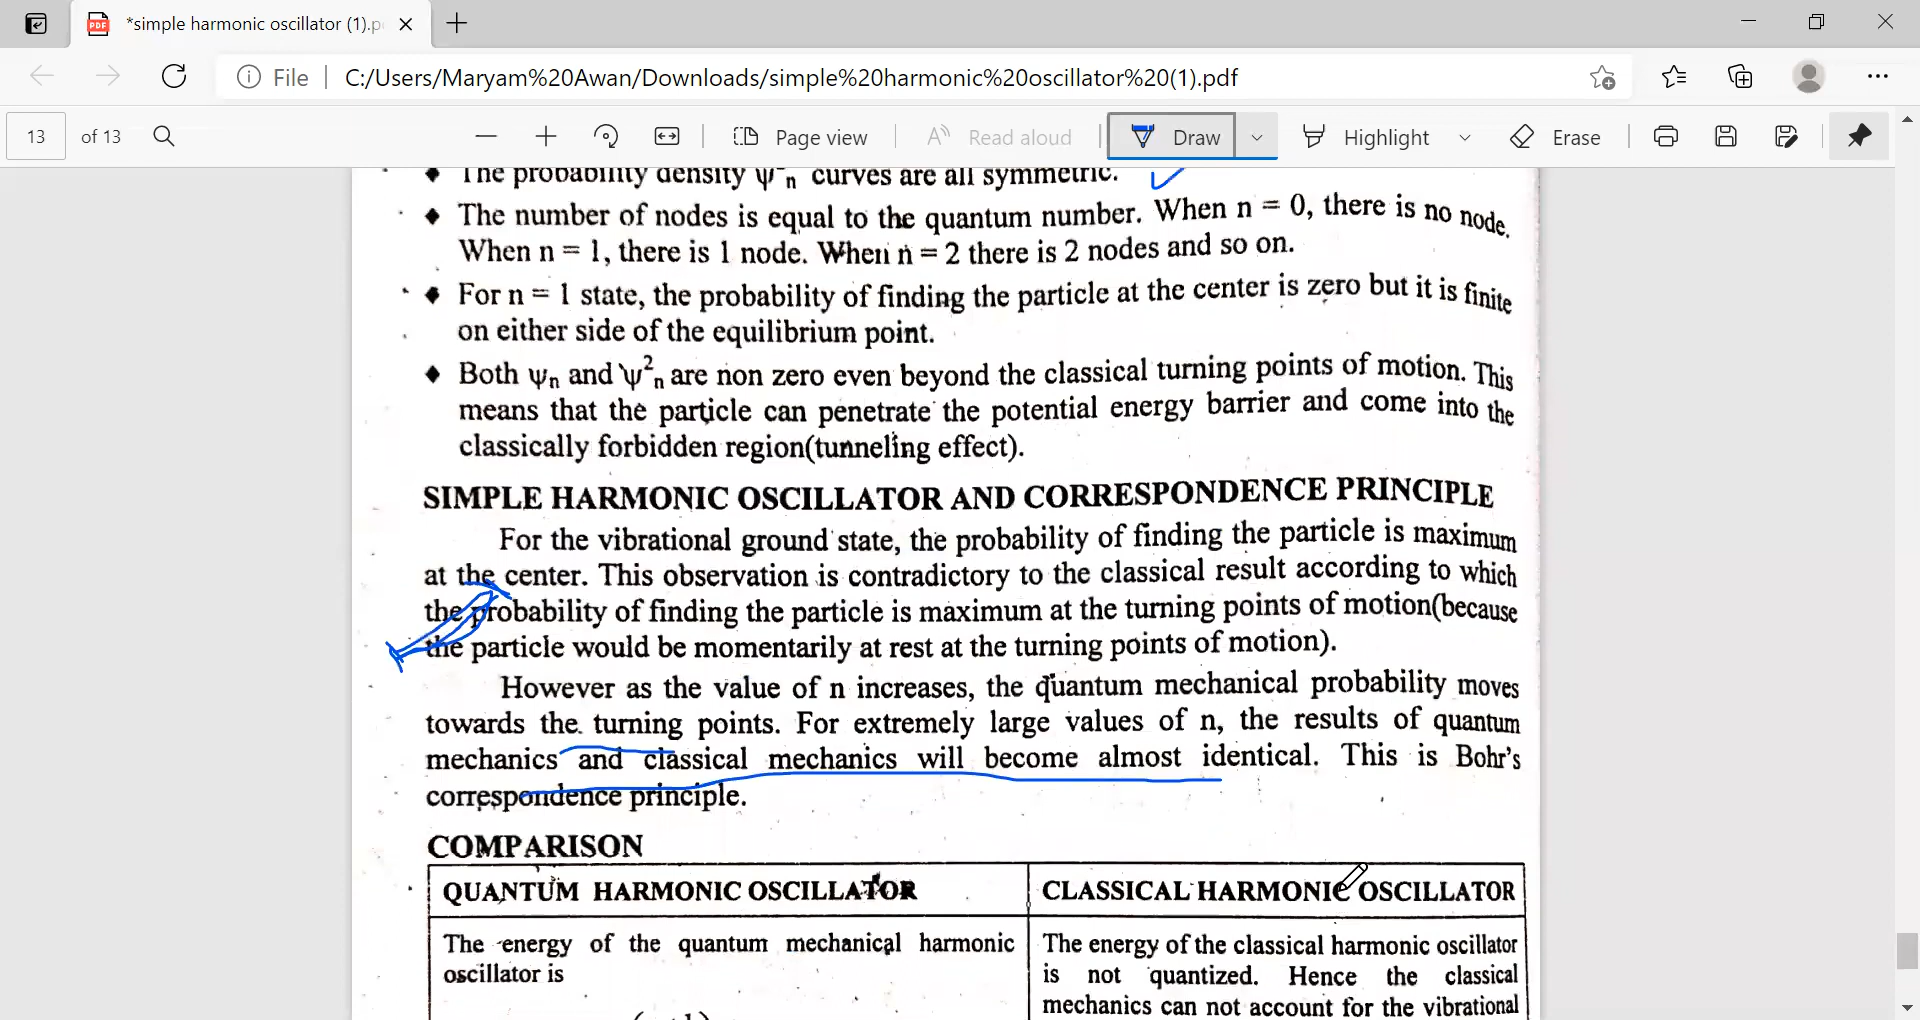 *simple harmonic oscillator (1).p
File
C:/Users/Maryam%20Awan/Downloads/simple%20harmonic%20oscillator%20(1).pdf
13 of 13
Page view
Read aloud
Draw
Highlight
Erase
♦ The probability density ψ²n curves are all symmetric.
♦ The number of nodes is equal to the quantum number. When n = 0, there is no node.
When n = 1, there is 1 node. When n = 2 there is 2 nodes and so on.
♦ For n = 1 state, the probability of finding the particle at the center is zero but it is finite
on either side of the equilibrium point.
♦ Both ψn and ψ²n are non zero even beyond the classical turning points of motion. This
means that the particle can penetrate the potential energy barrier and come into the
classically forbidden region(tunneling effect).
SIMPLE HARMONIC OSCILLATOR AND CORRESPONDENCE PRINCIPLE
For the vibrational ground state, the probability of finding the particle is maximum
at the center. This observation is contradictory to the classical result according to which
the probability of finding the particle is maximum at the turning points of motion(because
the particle would be momentarily at rest at the turning points of motion).
However as the value of n increases, the quantum mechanical probability moves
towards the turning points. For extremely large values of n, the results of quantum
mechanics and classical mechanics will become almost identical. This is Bohr's
correspondence principle.
COMPARISON
QUANTUM HARMONIC OSCILLATOR
CLASSICAL HARMONIC OSCILLATOR
The energy of the quantum mechanical harmonic
oscillator is
The energy of the classical harmonic oscillator
is not quantized. Hence the classical
mechanics can not account for the vibrational